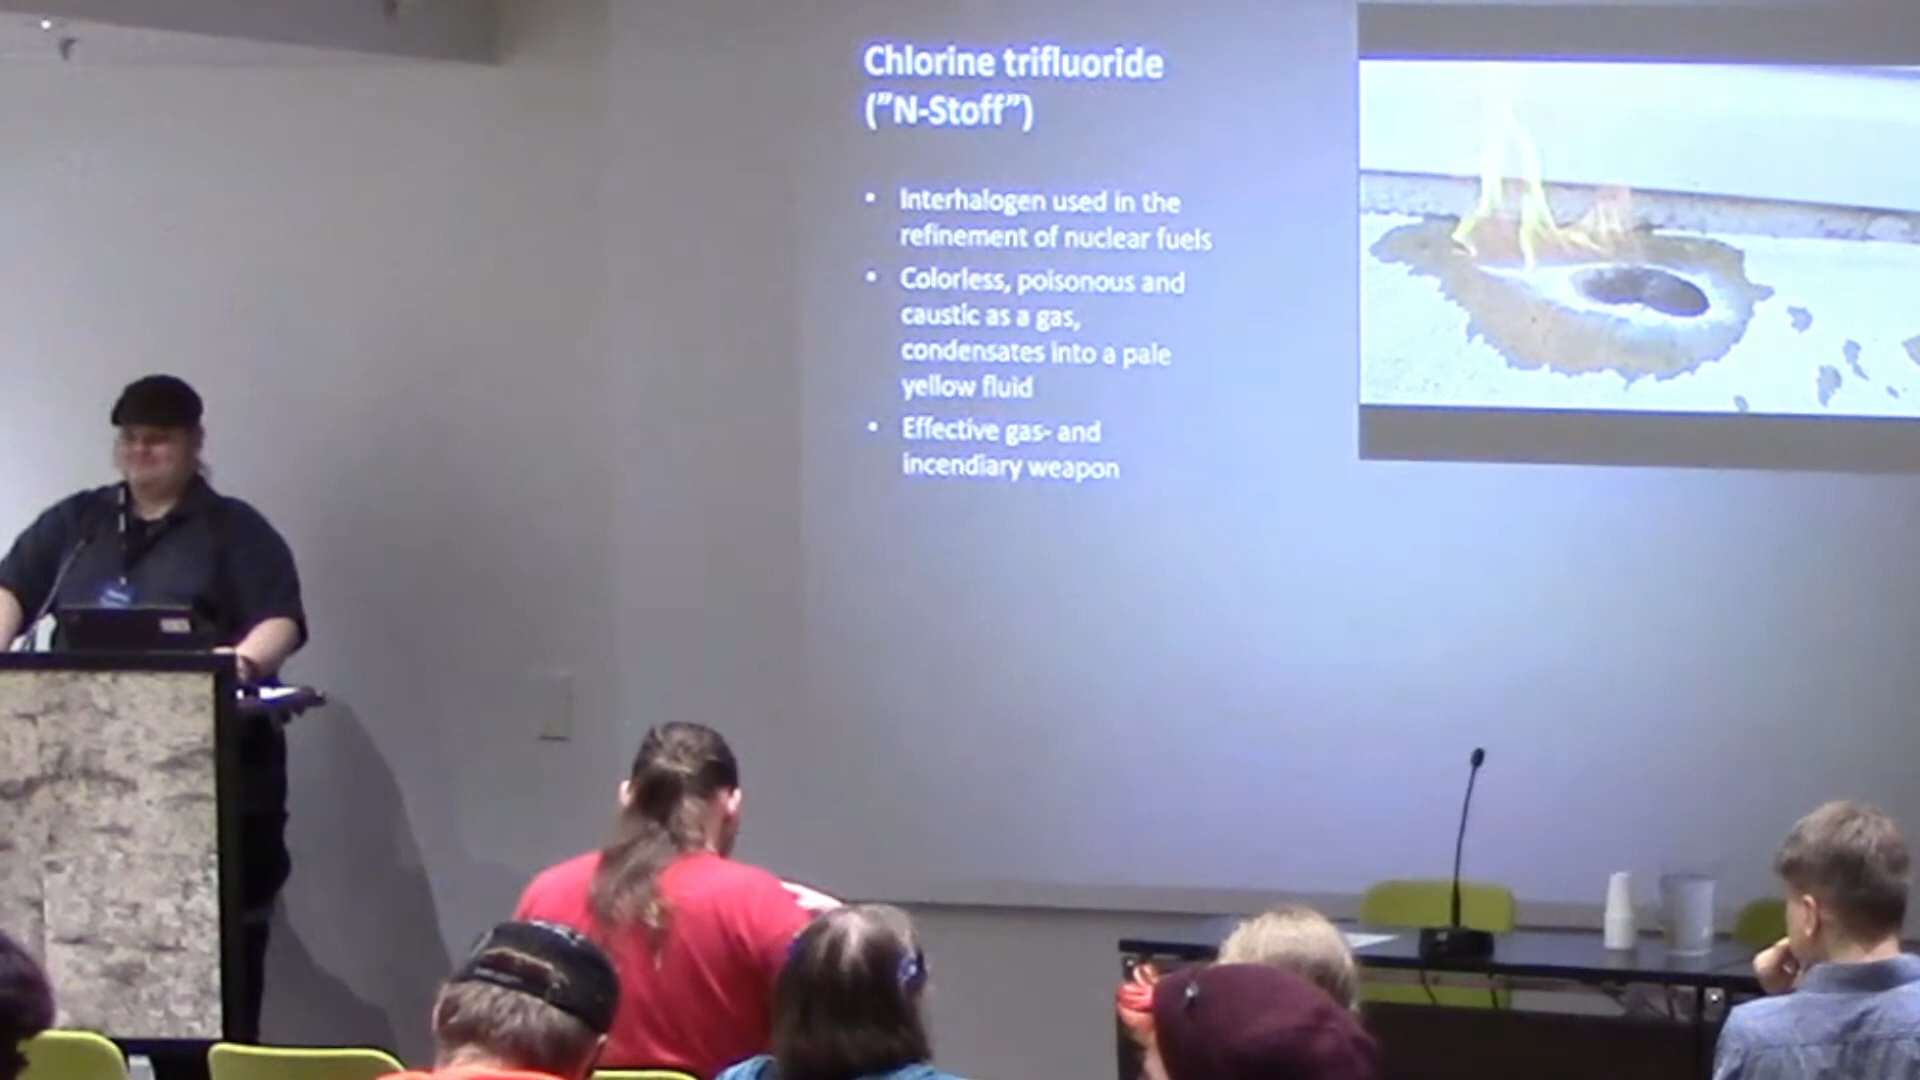 Chlorine trifluoride
("N-Stoff")
• Interhalogen used in the
refinement of nuclear fuels
• Colorless, poisonous and
caustic as a gas,
condensates into a pale
yellow fluid
• Effective gas- and
incendiary weapon